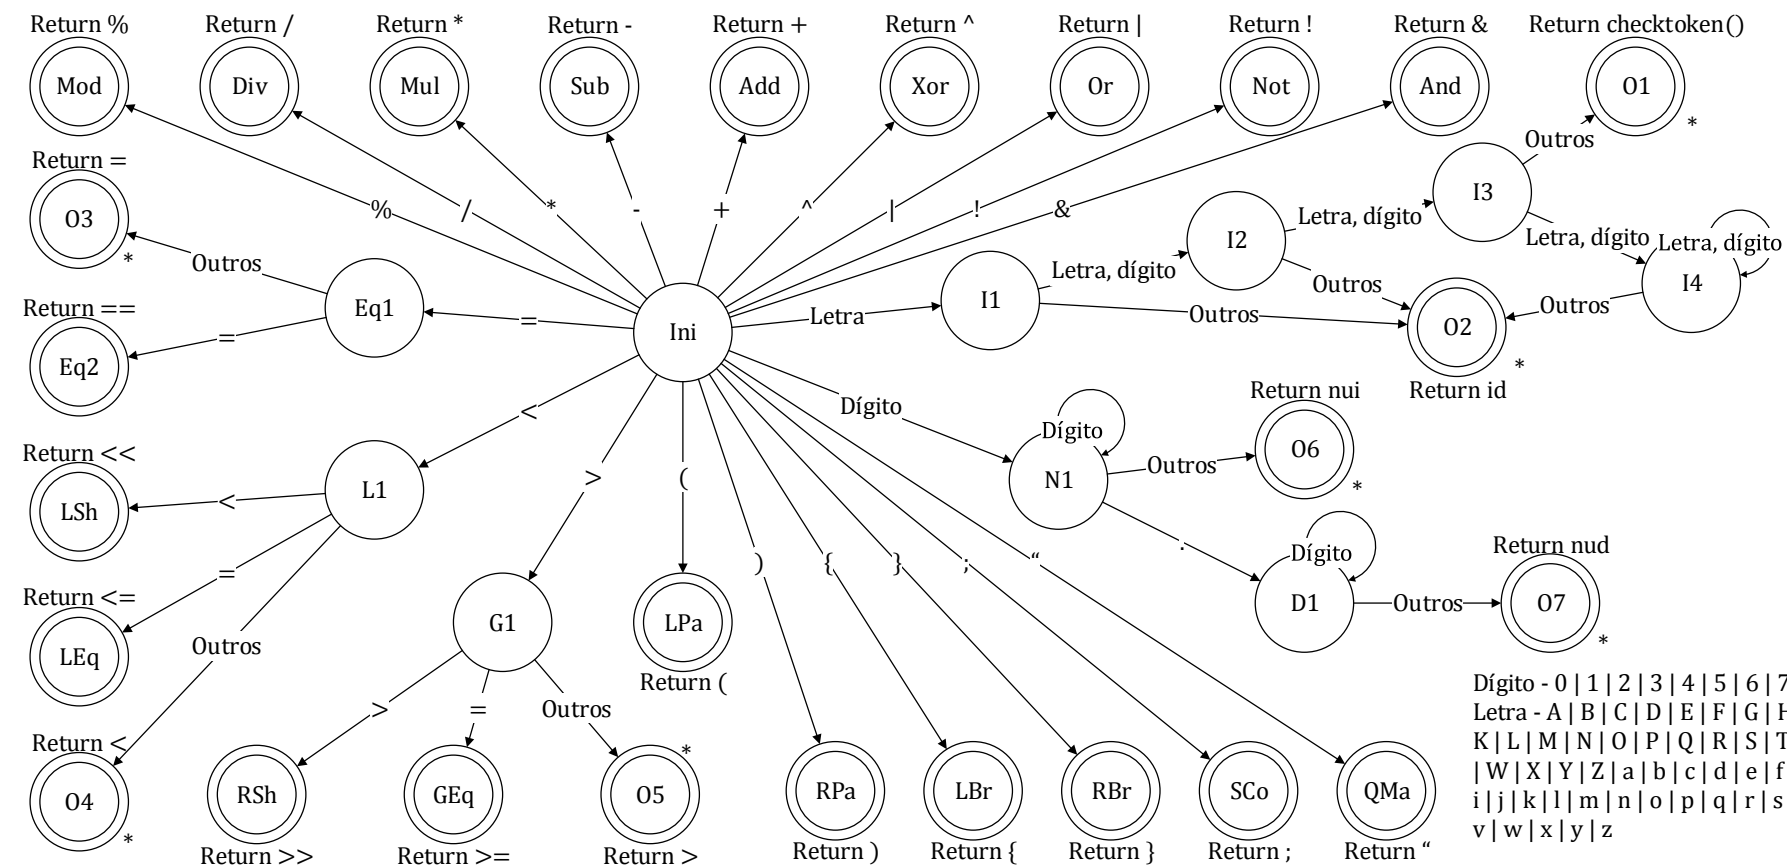 Return % Return / Return * Return - Return + Return ^ Return | Return ! Return & Return checktoken()
Mod Div Mul Sub Add Xor Or Not And O1
*
Outros
Return =
O3
*
% / * - + ^ | ! &
I3
Letra, dígito
I2
Letra, dígito Letra, dígito
Outros
Letra, dígito
Outros
I4
Outros
Return ==
Eq1
=
Ini
Letra
I1
Outros
O2
*
Return id
=
Eq2
<
Dígito
Return nui
Dígito
O6
*
Outros
N1
Return <<
L1
<
LSh
>
(
=
Return <=
LEq
Outros
)
{
}
;
“
.
Dígito
Return nud
D1
Outros
O7
*
G1
LPa
Return (
>
=
Outros
Return <
O4
*
RSh
GEq
O5
*
RPa
LBr
RBr
SCo
QMa
Return >> Return >= Return > Return ) Return { Return } Return ; Return “
Dígito - 0 | 1 | 2 | 3 | 4 | 5 | 6 | 7
Letra - A | B | C | D | E | F | G | H
K | L | M | N | O | P | Q | R | S | T
| W | X | Y | Z | a | b | c | d | e | f
i | j | k | l | m | n | o | p | q | r | s
v | w | x | y | z